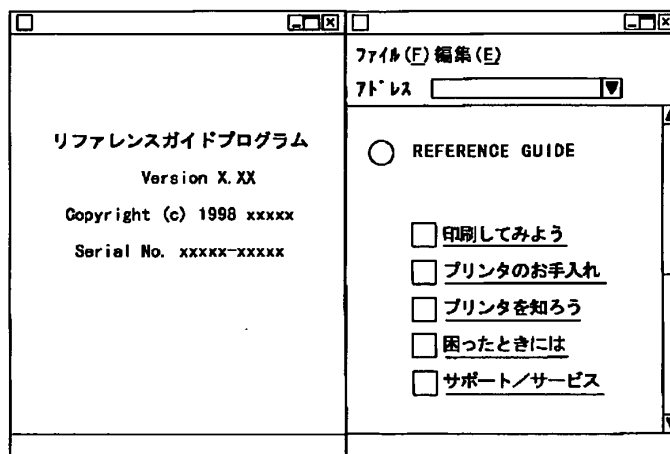 リファレンスガイドプログラム
Version X.XX
Copyright (c) 1998 xxxxx
Serial No. xxxxx-xxxxx
ファイル(F) 編集(E)
アドレス
REFERENCE GUIDE
印刷してみよう
プリンタのお手入れ
プリンタを知ろう
困ったときには
サポート／サービス